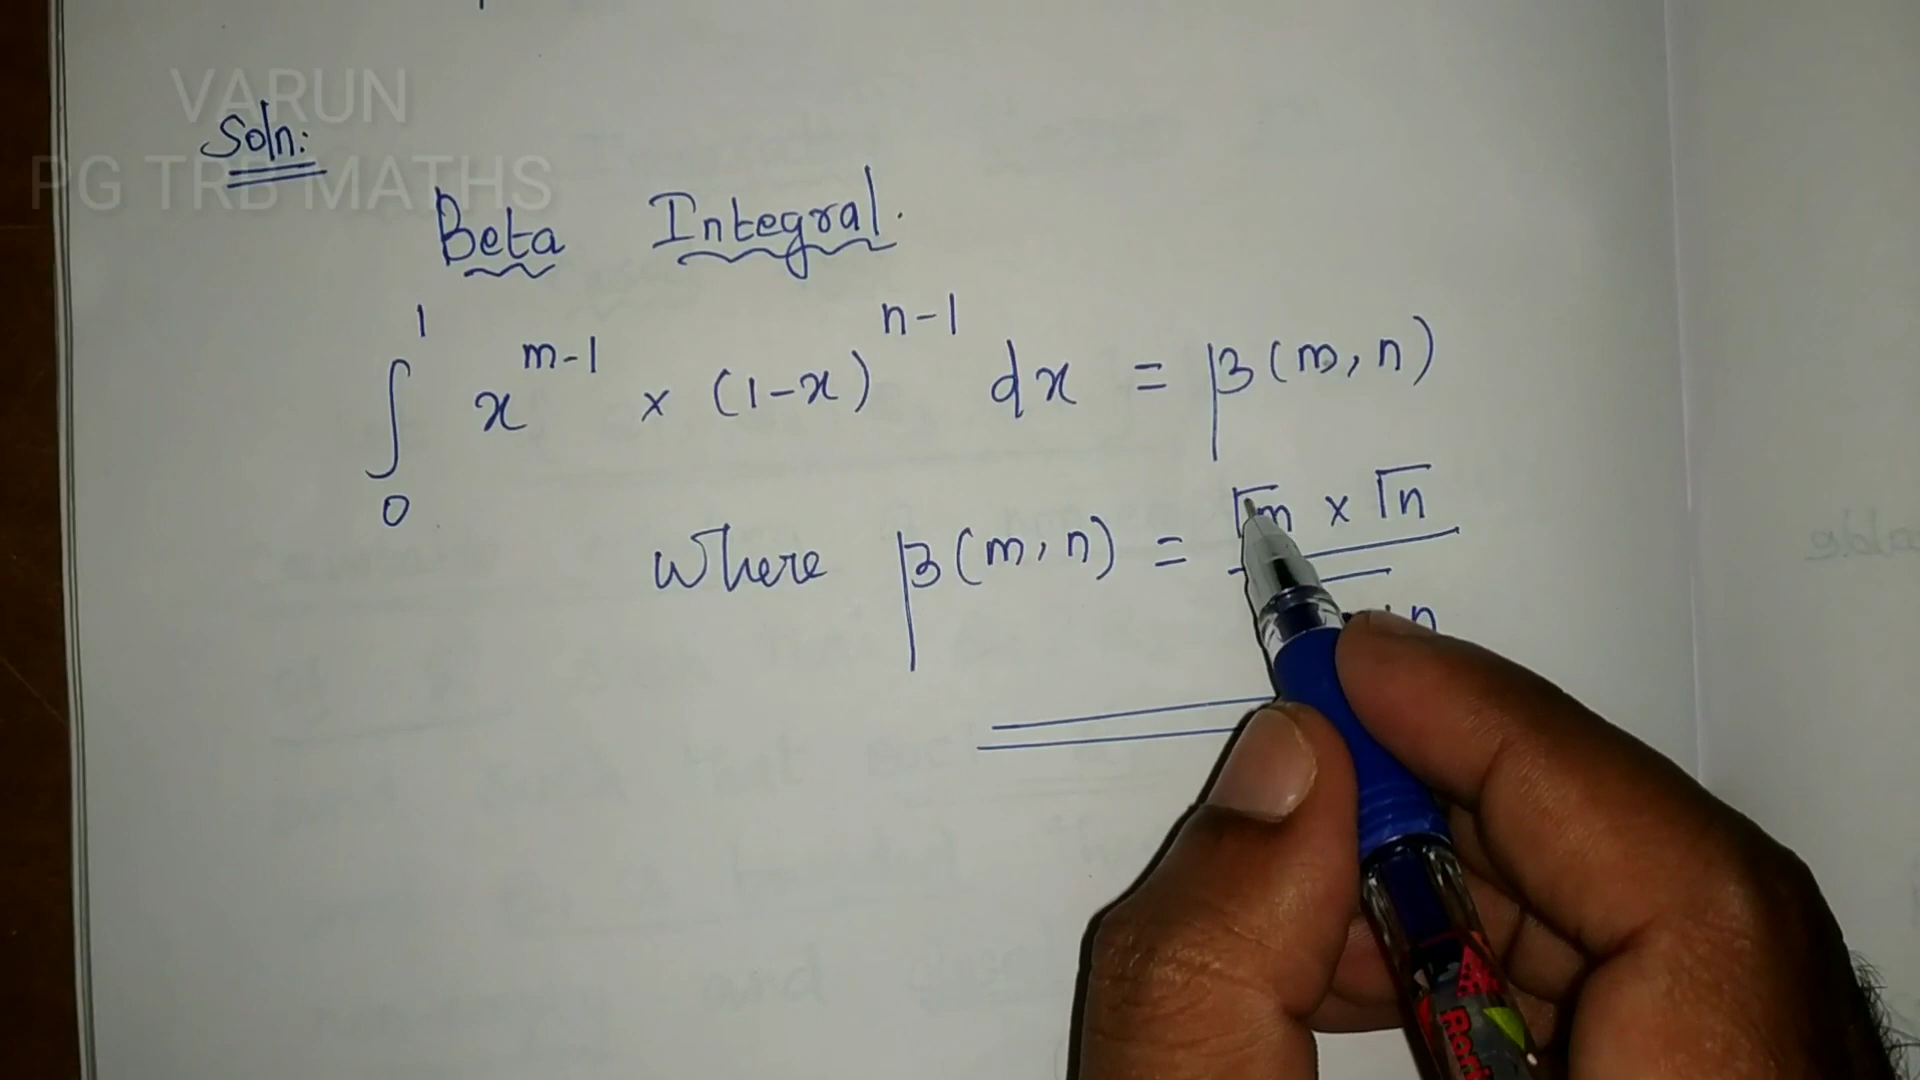 VARUN
PG TRB MATHS
Soln:
Beta Integral.
∫₀¹ x^(m-1) × (1-x)^(n-1) dx = β(m, n)
Where β(m, n) = Γm × Γn
n